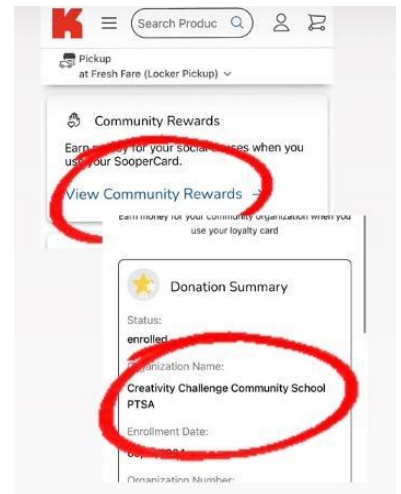 K
Search Produc
Pickup
at Fresh Fare (Locker Pickup)
Community Rewards
Earn money for your social causes when you
use your SooperCard.
View Community Rewards →
Earn money for your community organization when you
use your loyalty card
Donation Summary
Status:
enrolled
Organization Name:
Creativity Challenge Community School
PTSA
Enrollment Date:
Organization Number: